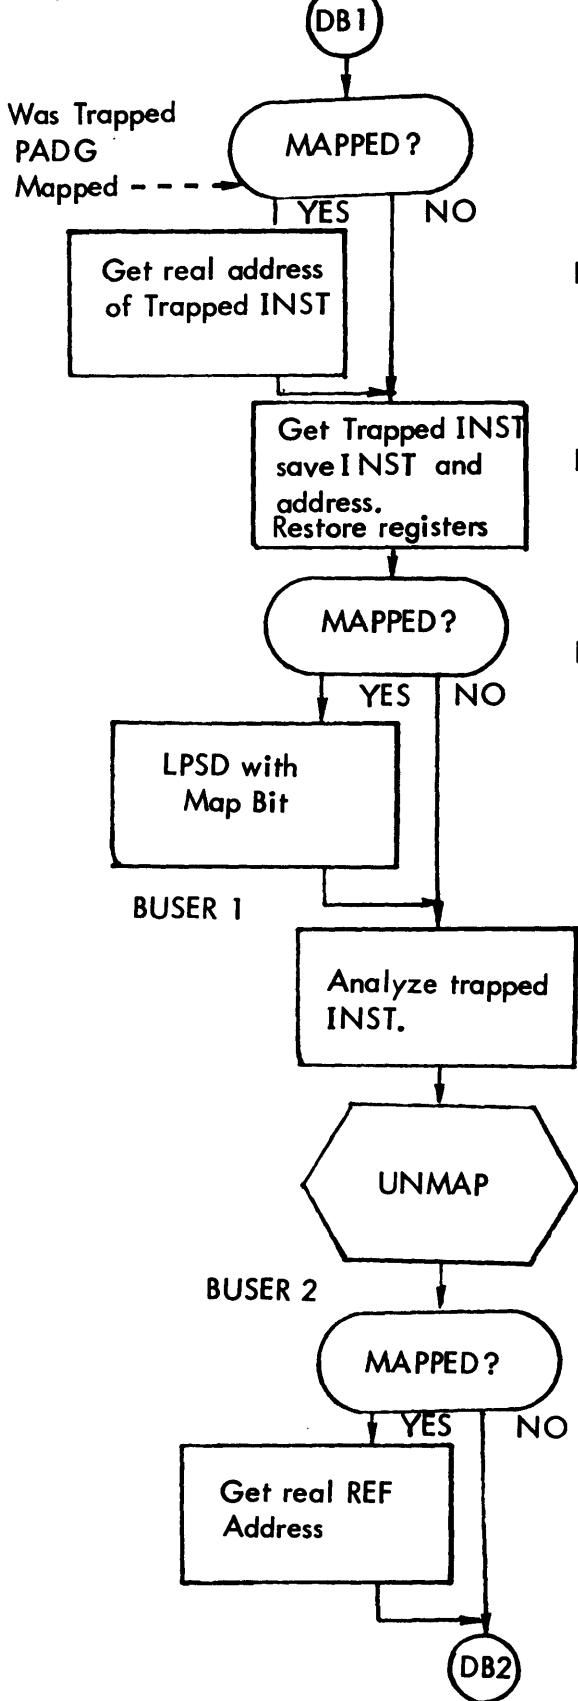 DB1
Was Trapped
PADG
Mapped
MAPPED?
YES NO
Get real address
of Trapped INST
Get Trapped INST
save INST and
address.
Restore registers
MAPPED?
YES NO
LPSD with
Map Bit
BUSER 1
Analyze trapped
INST.
UNMAP
BUSER 2
MAPPED?
YES NO
Get real REF
Address
DB2